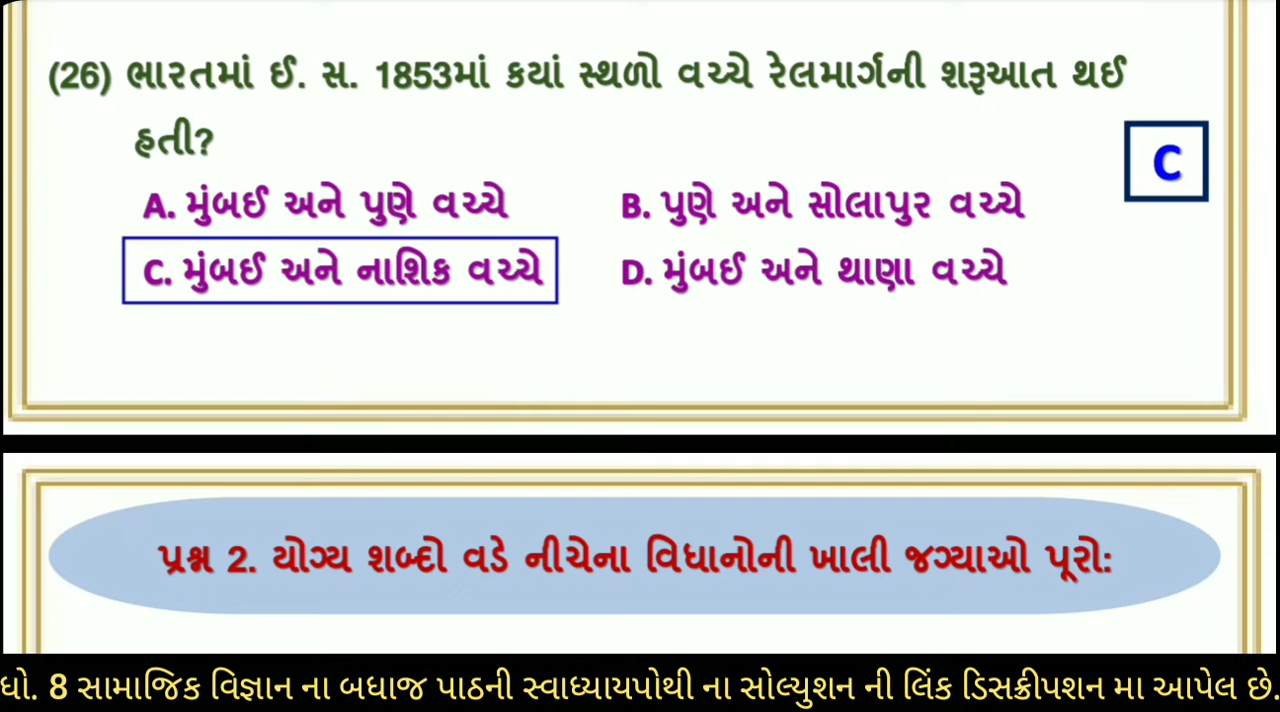 (26) ભારતમાં ઈ. સ. 1853માં કયાં સ્થળો વચ્ચે રેલમાર્ગની શરૂઆત થઈ
હતી?
C
A. મુંબઈ અને પુણે વચ્ચે B. પુણે અને સોલાપુર વચ્ચે
C. મુંબઈ અને નાશિક વચ્ચે D. મુંબઈ અને થાણા વચ્ચે
પ્રશ્ન 2. યોગ્ય શબ્દો વડે નીચેના વિધાનોની ખાલી જગ્યાઓ પૂરો:
ધો. 8 સામાજિક વિજ્ઞાન ના બધાજ પાઠની સ્વાધ્યાયપોથી ના સોલ્યુશન ની લિંક ડિસક્રીપશન મા આપેલ છે.